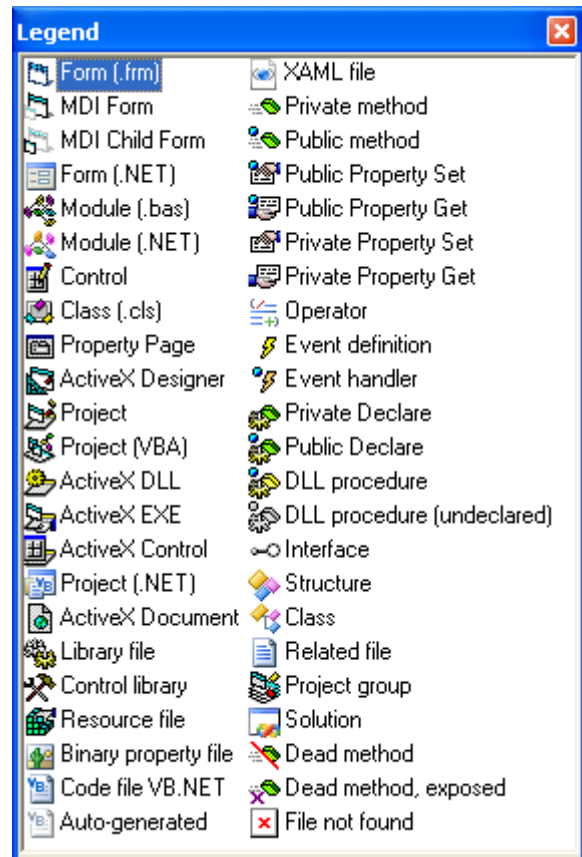 Legend
Form (.frm)
MDI Form
MDI Child Form
Form (.NET)
Module (.bas)
Module (.NET)
Control
Class (.cls)
Property Page
ActiveX Designer
Project
Project (VBA)
ActiveX DLL
ActiveX EXE
ActiveX Control
Project (.NET)
ActiveX Document
Library file
Control library
Resource file
Binary property file
Code file VB.NET
Auto-generated
XAML file
Private method
Public method
Public Property Set
Public Property Get
Private Property Set
Private Property Get
Operator
Event definition
Event handler
Private Declare
Public Declare
DLL procedure
DLL procedure (undeclared)
Interface
Structure
Class
Related file
Project group
Solution
Dead method
Dead method, exposed
File not found